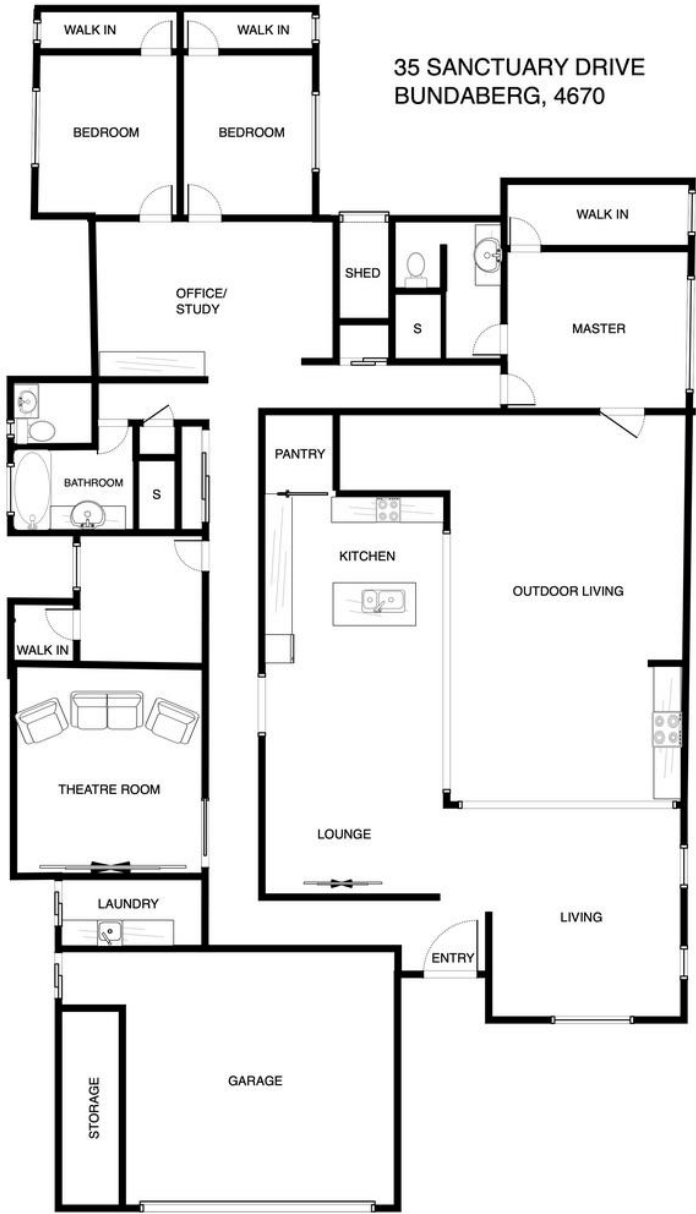 WALK IN
WALK IN
35 SANCTUARY DRIVE
BUNDABERG, 4670
BEDROOM
BEDROOM
WALK IN
SHED
OFFICE/
STUDY
S
MASTER
PANTRY
BATHROOM
S
KITCHEN
OUTDOOR LIVING
WALK IN
THEATRE ROOM
LOUNGE
LAUNDRY
LIVING
ENTRY
GARAGE
STORAGE